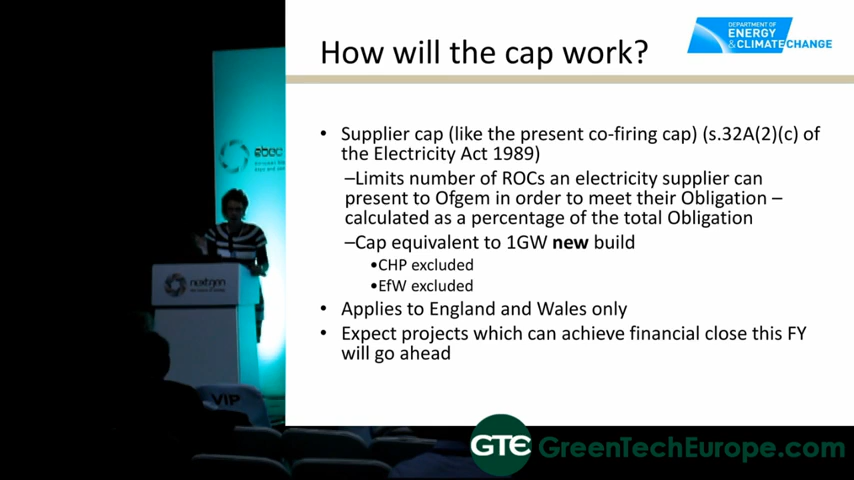 How will the cap work?
DEPARTMENT OF
ENERGY
& CLIMATE CHANGE
• Supplier cap (like the present co-firing cap) (s.32A(2)(c) of
the Electricity Act 1989)
–Limits number of ROCs an electricity supplier can
present to Ofgem in order to meet their Obligation –
calculated as a percentage of the total Obligation
–Cap equivalent to 1GW new build
•CHP excluded
•EfW excluded
• Applies to England and Wales only
• Expect projects which can achieve financial close this FY
will go ahead
nextgen
VIP
GTE GreenTechEurope.com